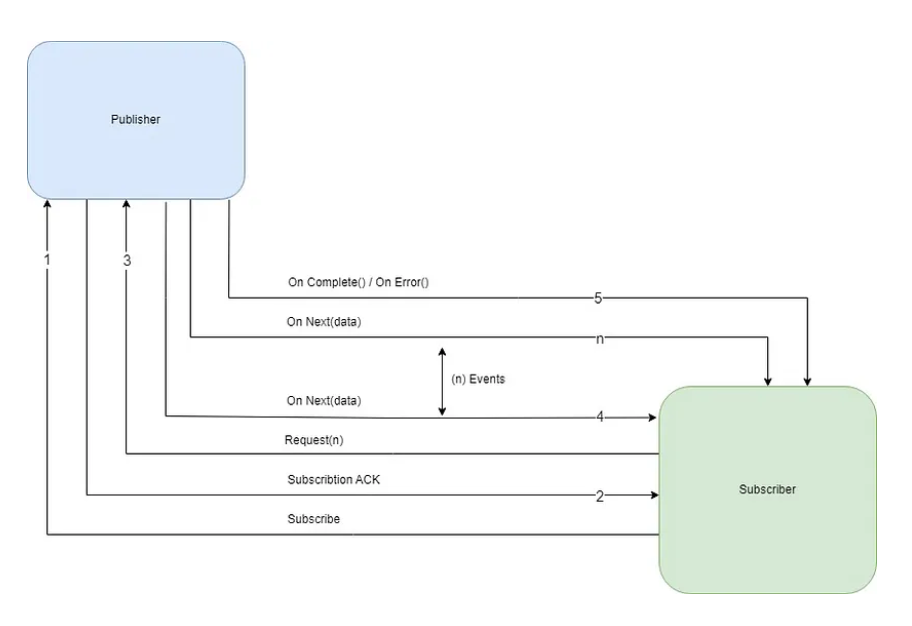 Publisher
1
3
On Complete() / On Error()
5
On Next(data)
n
(n) Events
On Next(data)
4
Request(n)
Subscribtion ACK
2
Subscriber
Subscribe